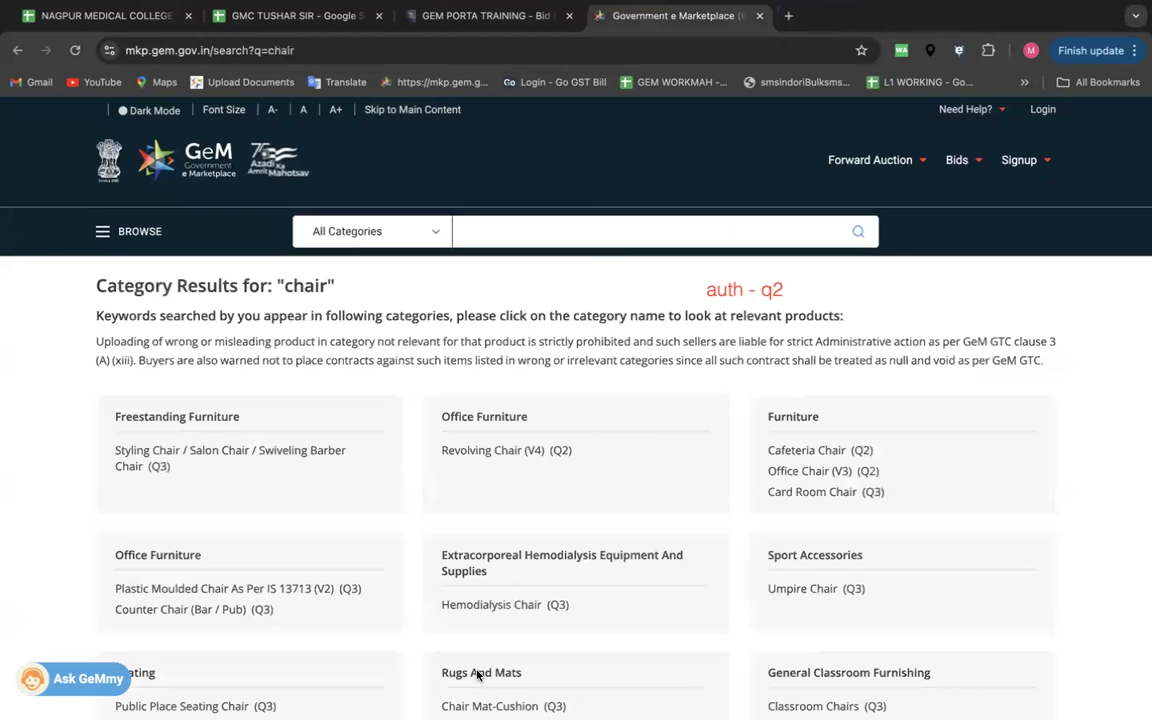 NAGPUR MEDICAL COLLEGE
GMC TUSHAR SIR - Google S
GEM PORTA TRAINING - Bid
Government e Marketplace (
mkp.gem.gov.in/search?q=chair
M
Finish update
Gmail
YouTube
Maps
Upload Documents
Translate
https://mkp.gem.g...
Login - Go GST Bill
GEM WORKMAH -...
smsindoriBulksms...
L1 WORKING - Go...
All Bookmarks
Dark Mode
Font Size
A-
A
A+
Skip to Main Content
Need Help?
Login
GeM
Government
e Marketplace
75
Azadi Ka
Amrit Mahotsav
Forward Auction
Bids
Signup
BROWSE
All Categories
Category Results for: "chair"
auth - q2
Keywords searched by you appear in following categories, please click on the category name to look at relevant products:
Uploading of wrong or misleading product in category not relevant for that product is strictly prohibited and such sellers are liable for strict Administrative action as per GeM GTC clause 3
(A) (xiii). Buyers are also warned not to place contracts against such items listed in wrong or irrelevant categories since all such contract shall be treated as null and void as per GeM GTC.
Freestanding Furniture
Styling Chair / Salon Chair / Swiveling Barber
Chair (Q3)
Office Furniture
Revolving Chair (V4) (Q2)
Furniture
Cafeteria Chair (Q2)
Office Chair (V3) (Q2)
Card Room Chair (Q3)
Office Furniture
Plastic Moulded Chair As Per IS 13713 (V2) (Q3)
Counter Chair (Bar / Pub) (Q3)
Extracorporeal Hemodialysis Equipment And
Supplies
Hemodialysis Chair (Q3)
Sport Accessories
Umpire Chair (Q3)
ating
Public Place Seating Chair (Q3)
Rugs And Mats
Chair Mat-Cushion (Q3)
General Classroom Furnishing
Classroom Chairs (Q3)
Ask GeMmy